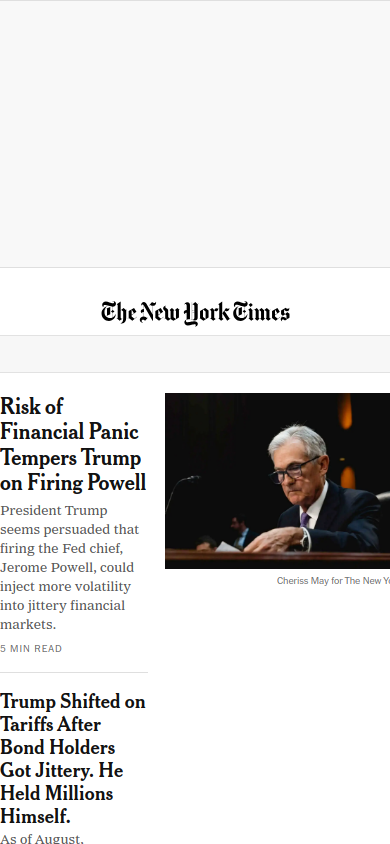 The New York Times
Risk of
Financial Panic
Tempers Trump
on Firing Powell
President Trump
seems persuaded that
firing the Fed chief,
Jerome Powell, could
inject more volatility
into jittery financial
markets.
5 MIN READ
Cheriss May for The New Yo
Trump Shifted on
Tariffs After
Bond Holders
Got Jittery. He
Held Millions
Himself.
As of August,